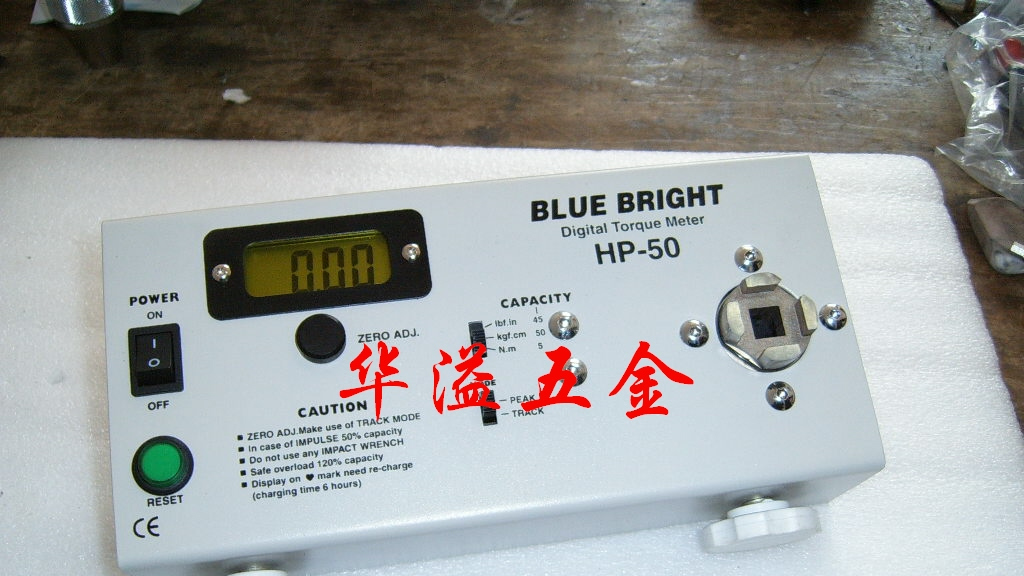 BLUE BRIGHT
Digital Torque Meter
HP-50
0.00
POWER
ON
I
O
OFF
ZERO ADJ.
CAPACITY
lbf.in 45
kgf.cm 50
N.m 5
PEAK
TRACK
华溢五金
CAUTION
■ ZERO ADJ.Make use of TRACK MODE
■ In case of IMPULSE 50% capacity
■ Do not use any IMPACT WRENCH
■ Safe overload 120% capacity
■ Display on ♥ mark need re-charge
(charging time 6 hours)
RESET
CE